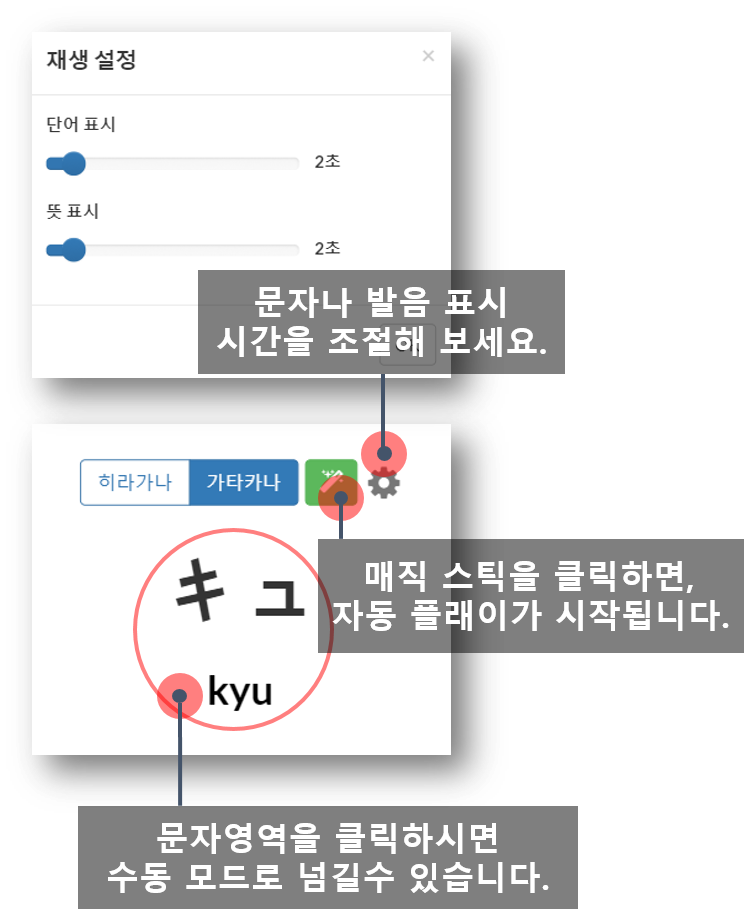 재생 설정
×
단어 표시
2초
뜻 표시
2초
문자나 발음 표시
시간을 조절해 보세요.
히라가나
가타카나
キュ
매직 스틱을 클릭하면,
자동 플래이가 시작됩니다.
kyu
문자영역을 클릭하시면
수동 모드로 넘길수 있습니다.